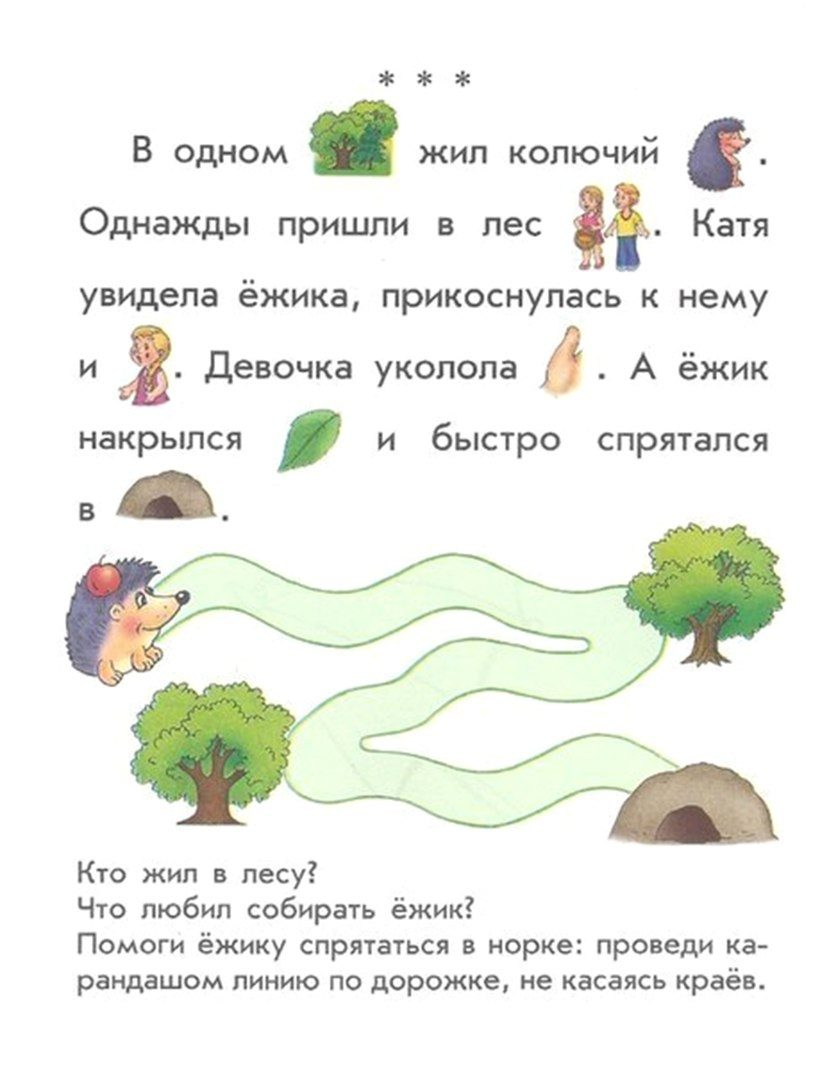 * * *
В одном жил колючий .
Однажды пришли в лес . Катя
увидела ёжика, прикоснулась к нему
и . Девочка уколола . А ёжик
накрылся и быстро спрятался
в .
Кто жил в лесу?
Что любил собирать ёжик?
Помоги ёжику спрятаться в норке: проведи ка-
рандашом линию по дорожке, не касаясь краёв.